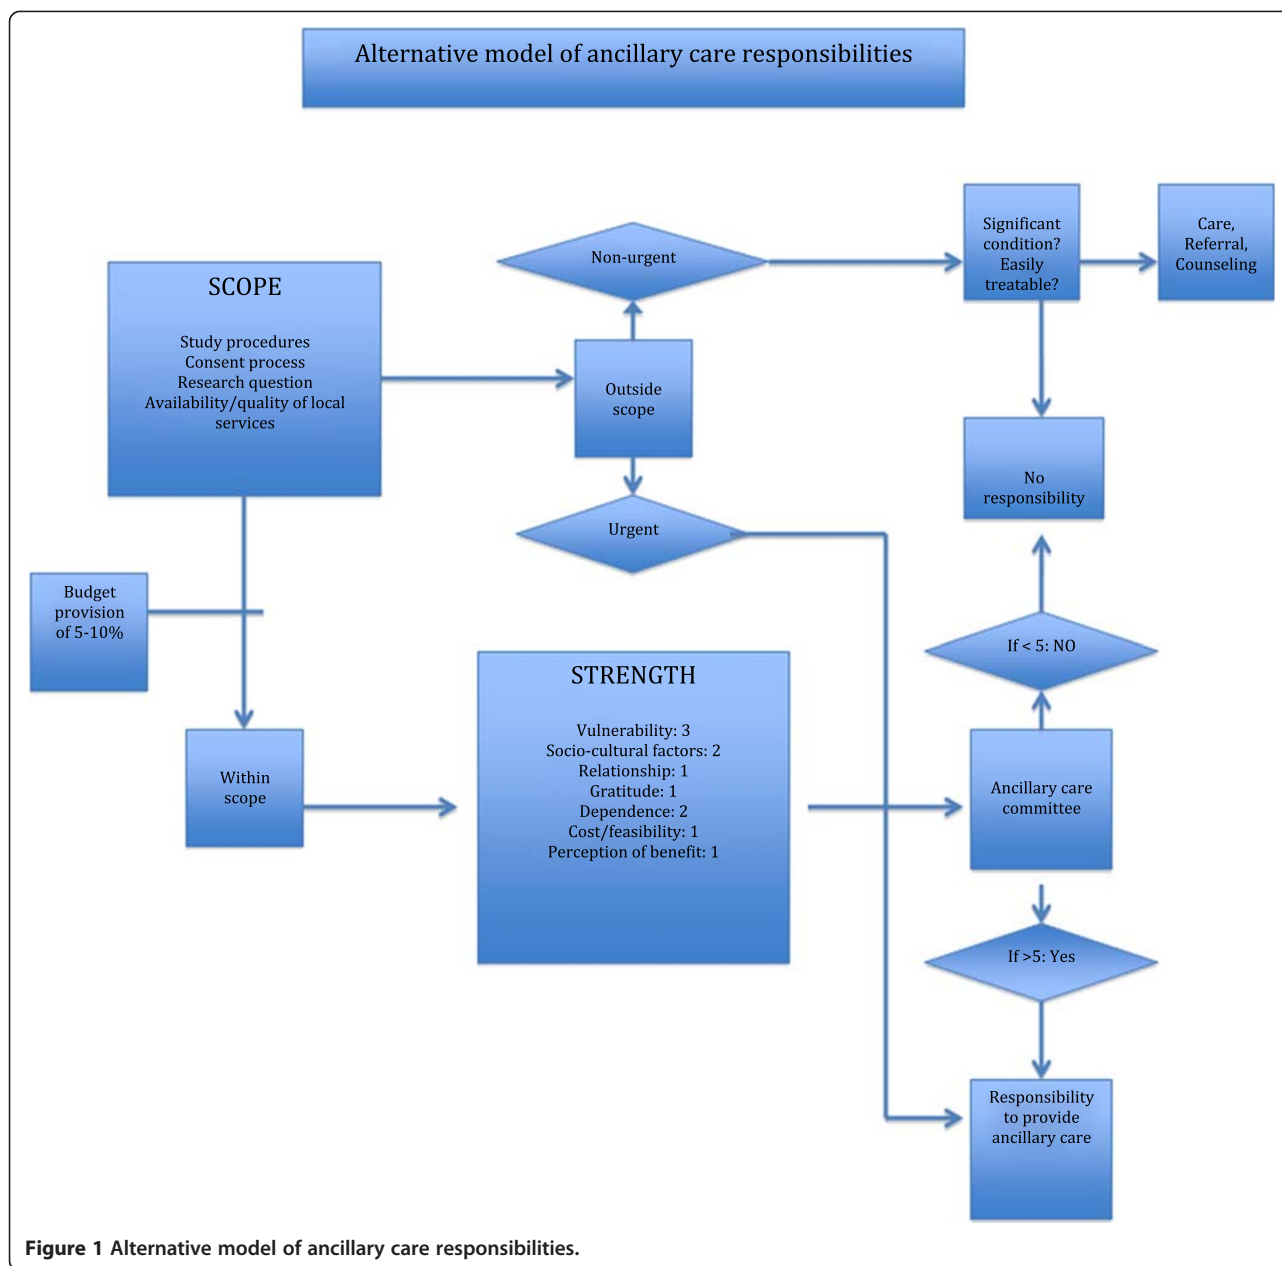 Alternative model of ancillary care responsibilities
SCOPE
Study procedures
Consent process
Research question
Availability/quality of local
services
Non-urgent
Outside
scope
Urgent
Significant
condition?
Easily
treatable?
Care,
Referral,
Counseling
No
responsibility
Budget
provision
of 5-10%
Within
scope
STRENGTH
Vulnerability: 3
Socio-cultural factors: 2
Relationship: 1
Gratitude: 1
Dependence: 2
Cost/feasibility: 1
Perception of benefit: 1
If < 5: NO
Ancillary care
committee
If >5: Yes
Responsibility
to provide
ancillary care
Figure 1 Alternative model of ancillary care responsibilities.